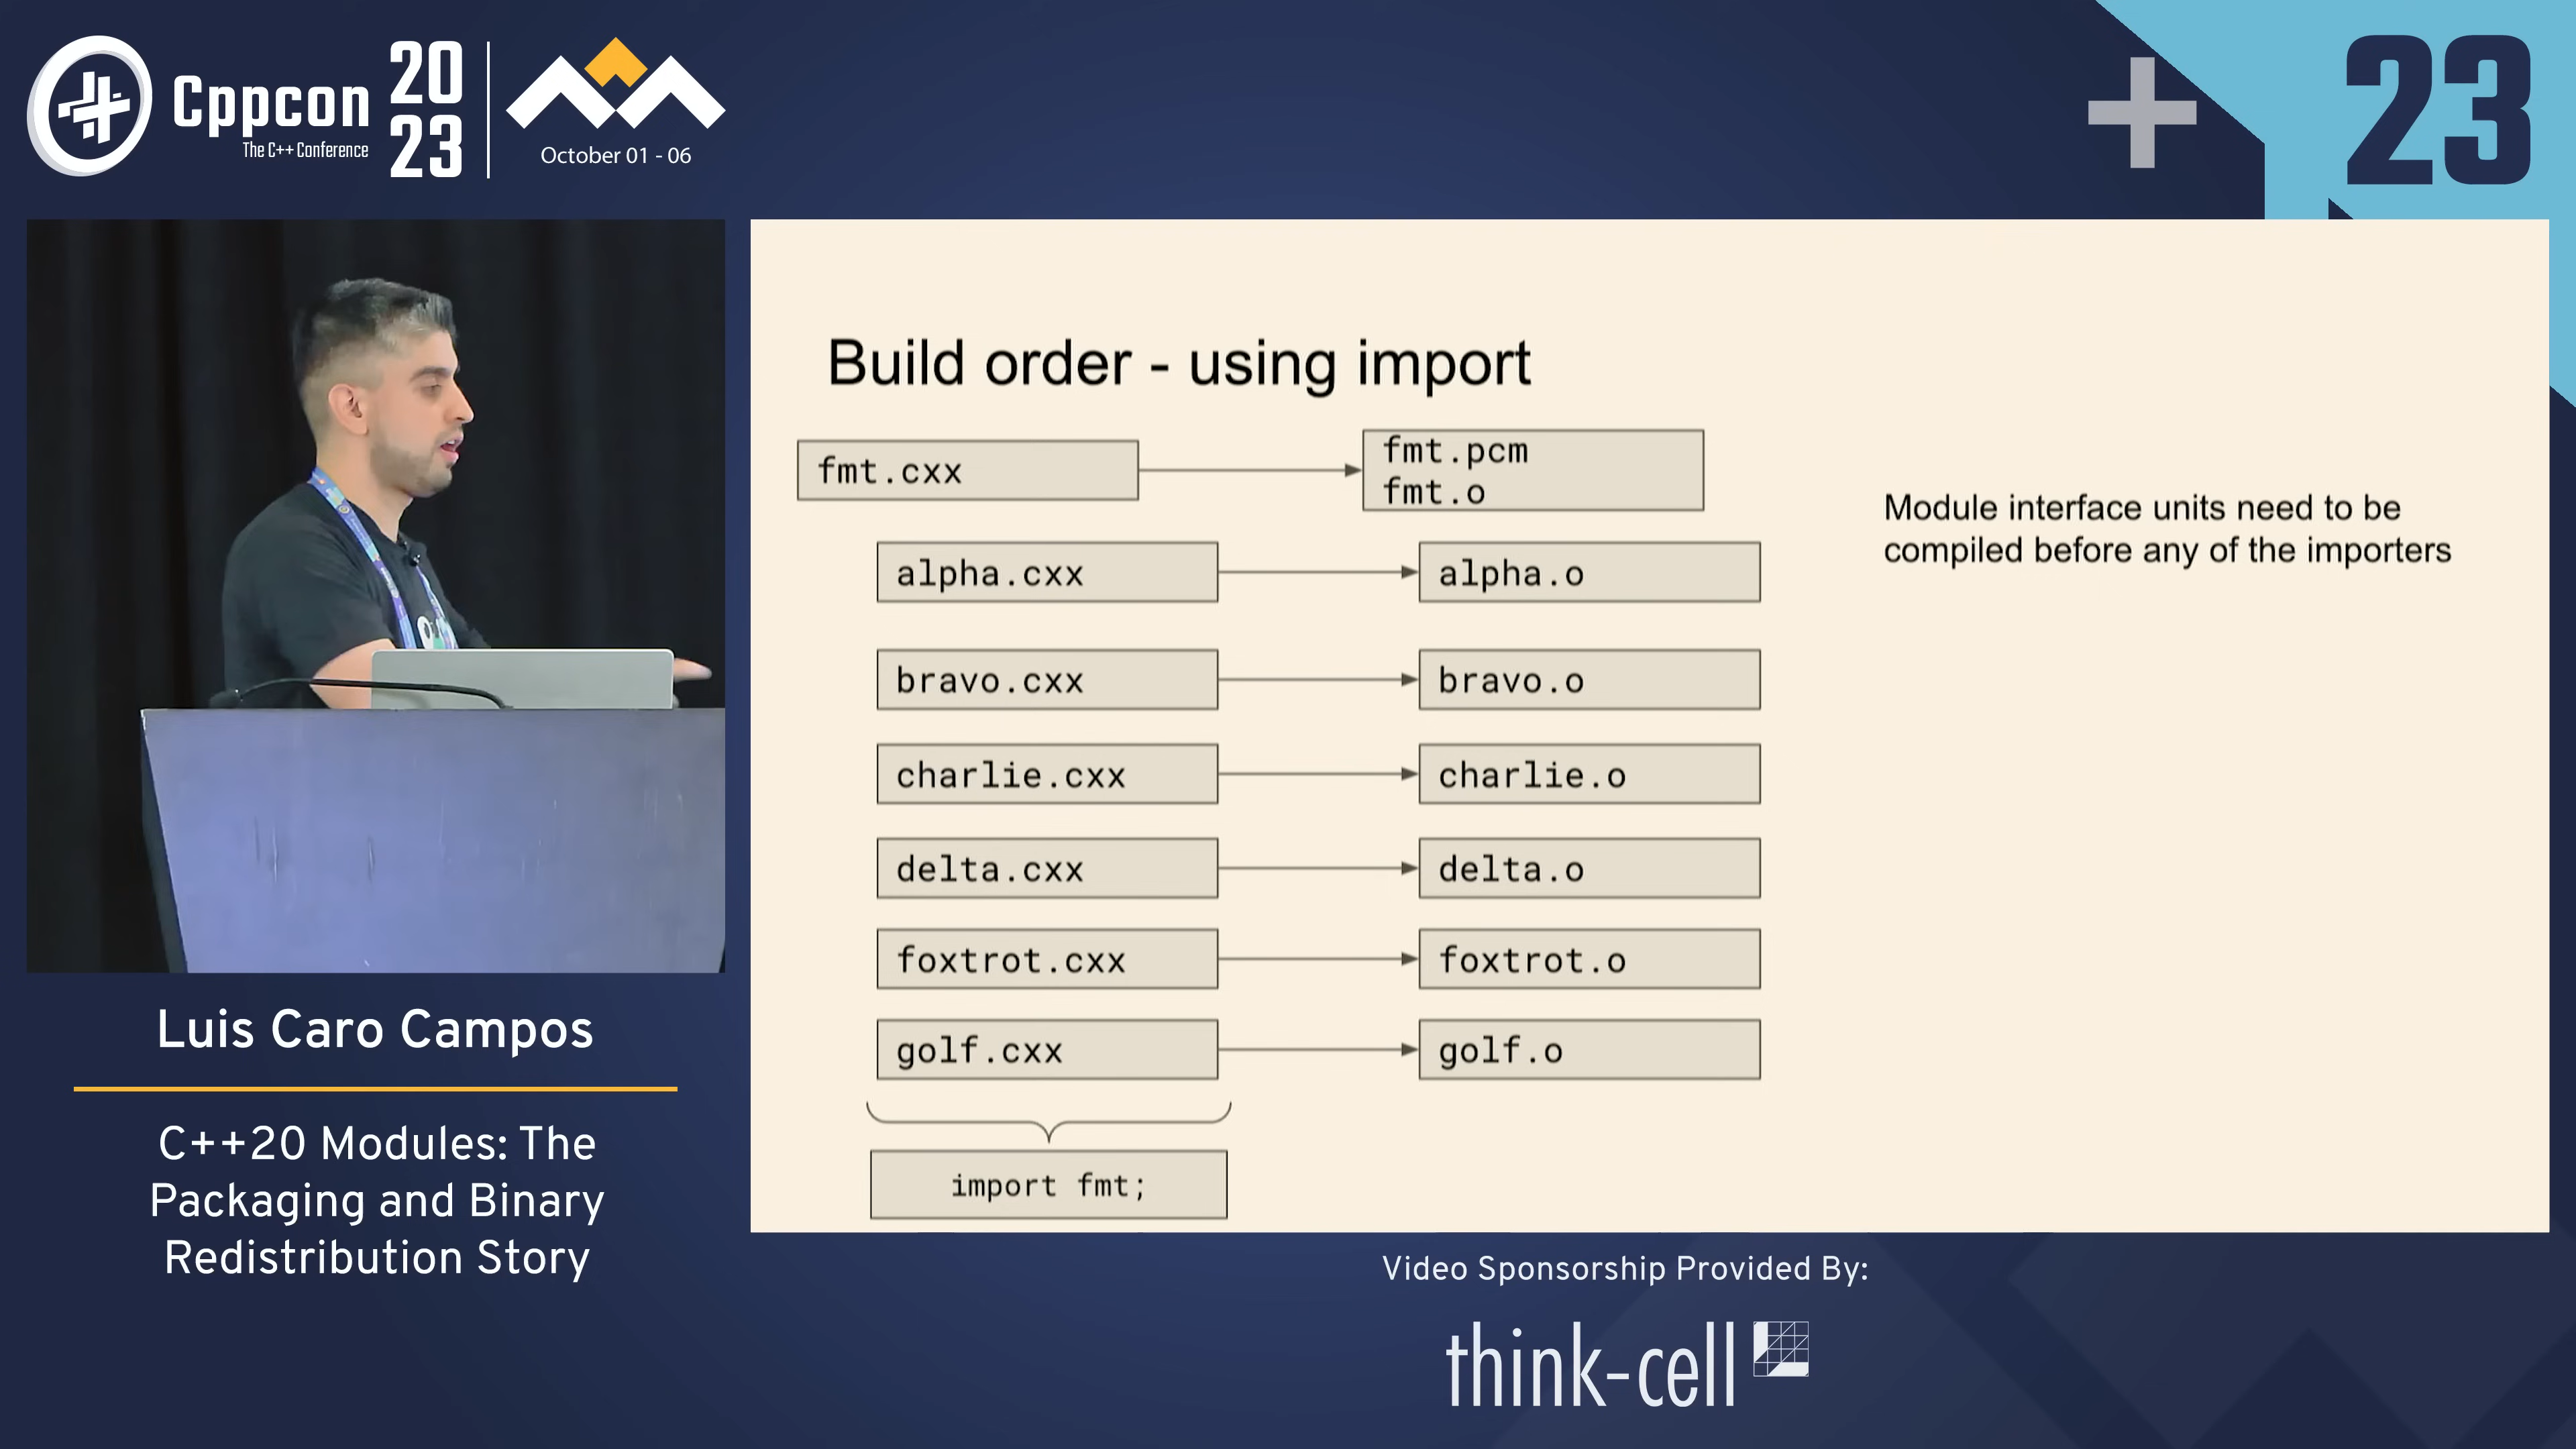 Cppcon
The C++ Conference
20
23
October 01 - 06
23
Build order - using import
fmt.cxx
fmt.pcm
fmt.o
alpha.cxx
alpha.o
bravo.cxx
bravo.o
charlie.cxx
charlie.o
delta.cxx
delta.o
foxtrot.cxx
foxtrot.o
golf.cxx
golf.o
import fmt;
Module interface units need to be
compiled before any of the importers
Luis Caro Campos
C++20 Modules: The
Packaging and Binary
Redistribution Story
Video Sponsorship Provided By:
think-cell